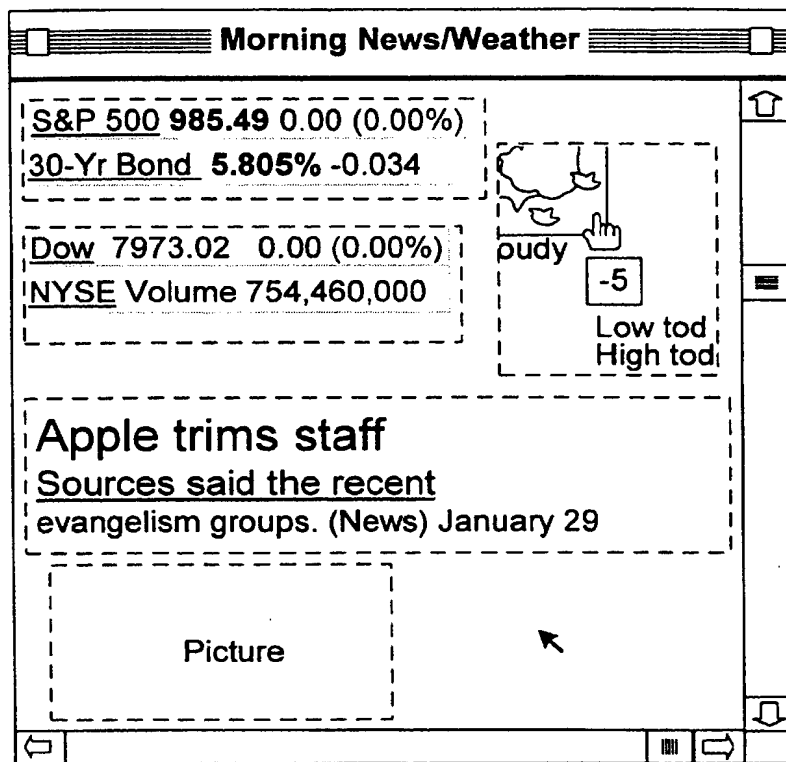 Morning News/Weather
S&P 500 985.49 0.00 (0.00%)
30-Yr Bond 5.805% -0.034
Dow 7973.02 0.00 (0.00%)
NYSE Volume 754,460,000
oudy
-5
Low tod
High tod
Apple trims staff
Sources said the recent
evangelism groups. (News) January 29
Picture